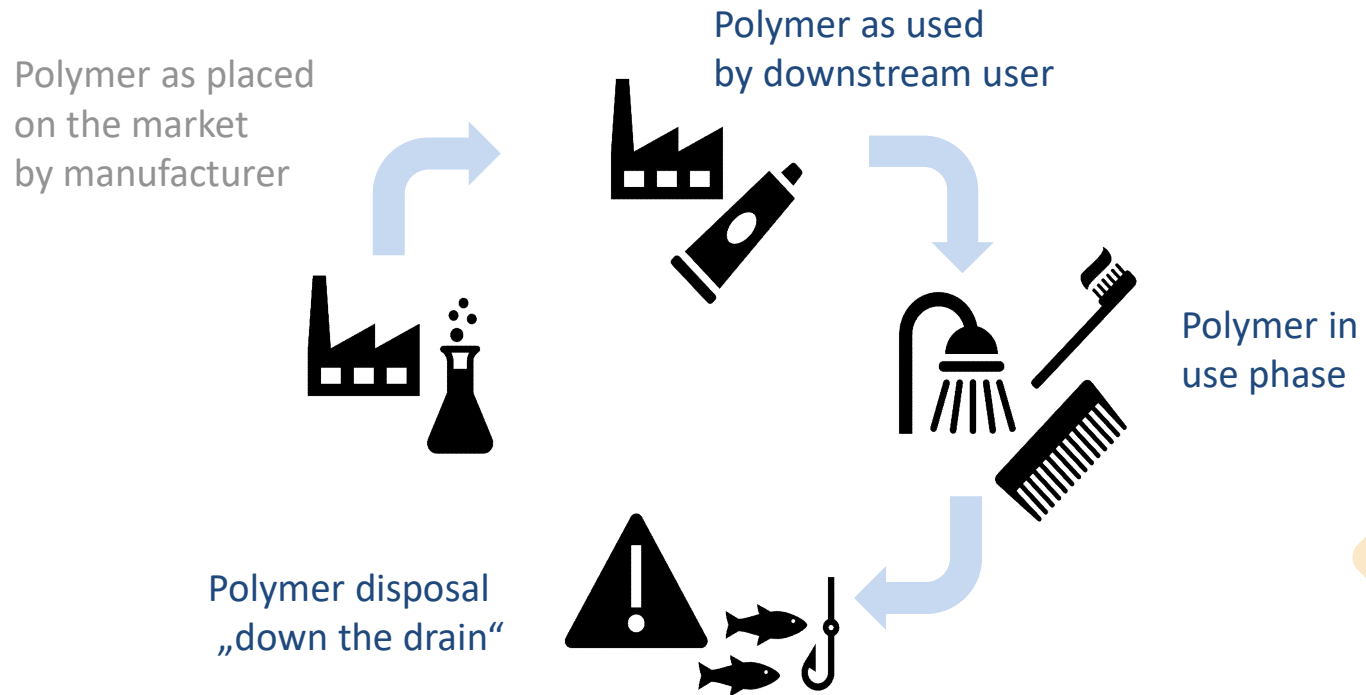 Polymer as placed
on the market
by manufacturer
Polymer as used
by downstream user
Polymer in
use phase
Polymer disposal
„down the drain“